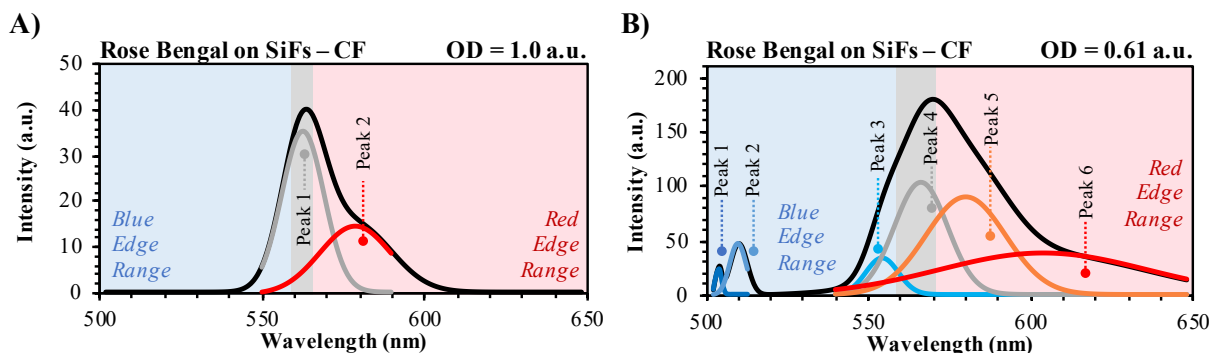 A)
Rose Bengal on SiFs – CF OD = 1.0 a.u.
Intensity (a.u.)
50
40
30
20
10
0
Blue
Edge
Range
Peak 1
Peak 2
Red
Edge
Range
500 550 600 650
Wavelength (nm)
B)
Rose Bengal on SiFs – CF OD = 0.61 a.u.
Intensity (a.u.)
200
150
100
50
0
Peak 1
Peak 2
Blue
Edge
Range
Peak 3
Peak 4
Peak 5
Peak 6
Red
Edge
Range
500 550 600 650
Wavelength (nm)